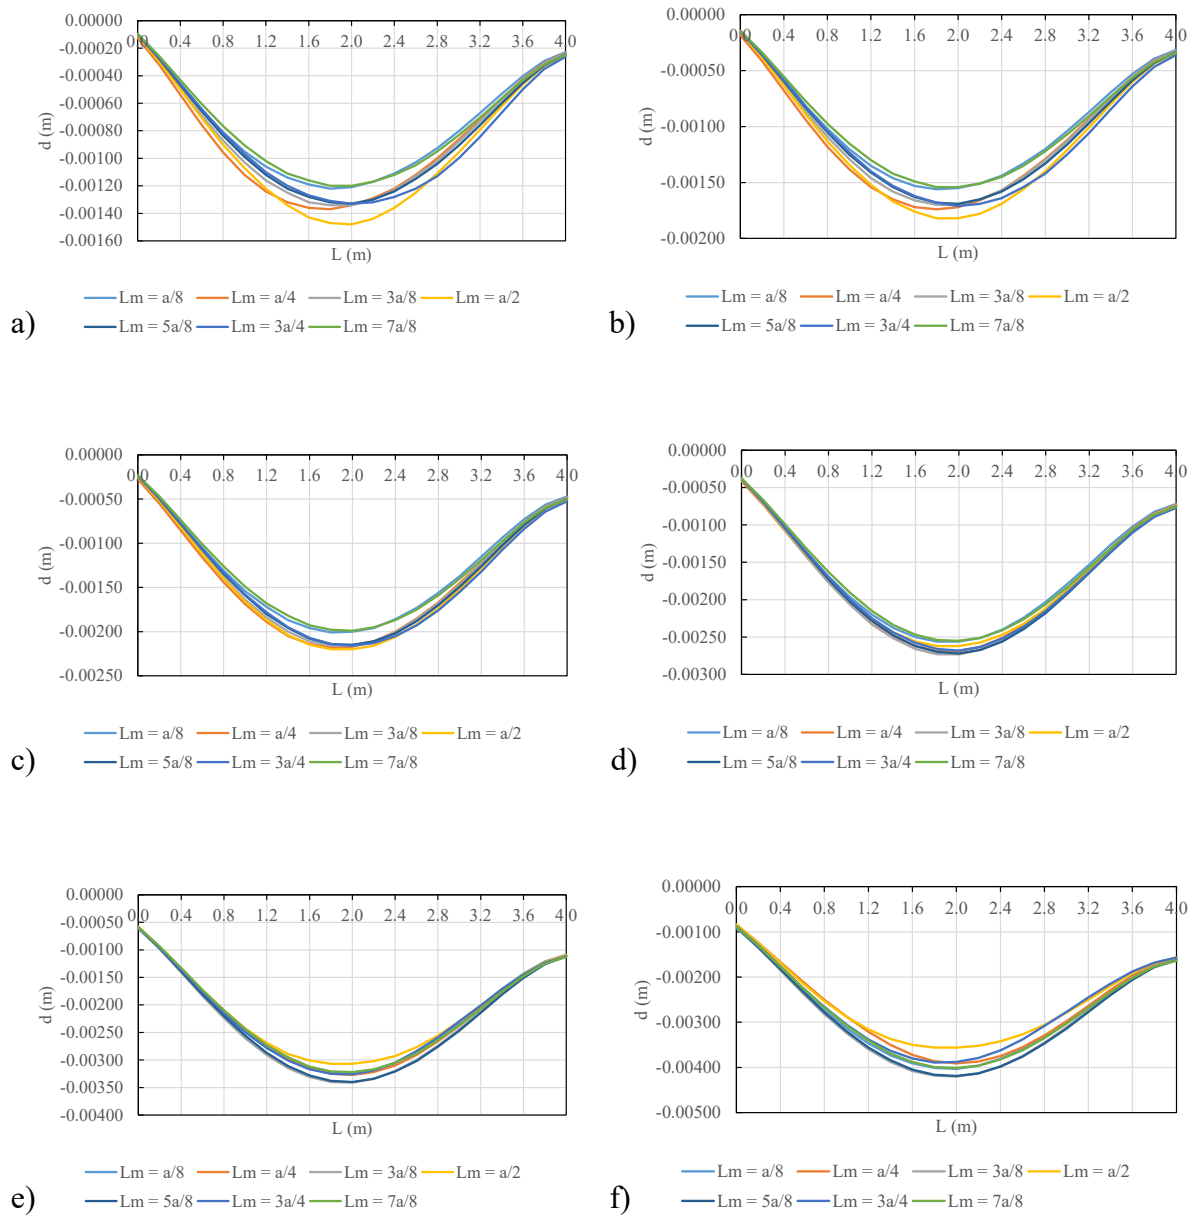 0.00000
-0.00020
-0.00040
-0.00060
-0.00080
-0.00100
-0.00120
-0.00140
-0.00160
0.0 0.4 0.8 1.2 1.6 2.0 2.4 2.8 3.2 3.6 4.0
d (m)
L (m)
Lm = a/8 Lm = a/4 Lm = 3a/8 Lm = a/2
Lm = 5a/8 Lm = 3a/4 Lm = 7a/8
a)
0.00000
-0.00050
-0.00100
-0.00150
-0.00200
0.0 0.4 0.8 1.2 1.6 2.0 2.4 2.8 3.2 3.6 4.0
d (m)
L (m)
Lm = a/8 Lm = a/4 Lm = 3a/8 Lm = a/2
Lm = 5a/8 Lm = 3a/4 Lm = 7a/8
b)
0.00000
-0.00050
-0.00100
-0.00150
-0.00200
-0.00250
0.0 0.4 0.8 1.2 1.6 2.0 2.4 2.8 3.2 3.6 4.0
d (m)
L (m)
Lm = a/8 Lm = a/4 Lm = 3a/8 Lm = a/2
Lm = 5a/8 Lm = 3a/4 Lm = 7a/8
c)
0.00000
-0.00050
-0.00100
-0.00150
-0.00200
-0.00250
-0.00300
0.0 0.4 0.8 1.2 1.6 2.0 2.4 2.8 3.2 3.6 4.0
d (m)
L (m)
Lm = a/8 Lm = a/4 Lm = 3a/8 Lm = a/2
Lm = 5a/8 Lm = 3a/4 Lm = 7a/8
d)
0.00000
-0.00050
-0.00100
-0.00150
-0.00200
-0.00250
-0.00300
-0.00350
-0.00400
0.0 0.4 0.8 1.2 1.6 2.0 2.4 2.8 3.2 3.6 4.0
d (m)
L (m)
Lm = a/8 Lm = a/4 Lm = 3a/8 Lm = a/2
Lm = 5a/8 Lm = 3a/4 Lm = 7a/8
e)
0.00000
-0.00100
-0.00200
-0.00300
-0.00400
-0.00500
0.0 0.4 0.8 1.2 1.6 2.0 2.4 2.8 3.2 3.6 4.0
d (m)
L (m)
Lm = a/8 Lm = a/4 Lm = 3a/8 Lm = a/2
Lm = 5a/8 Lm = 3a/4 Lm = 7a/8
f)